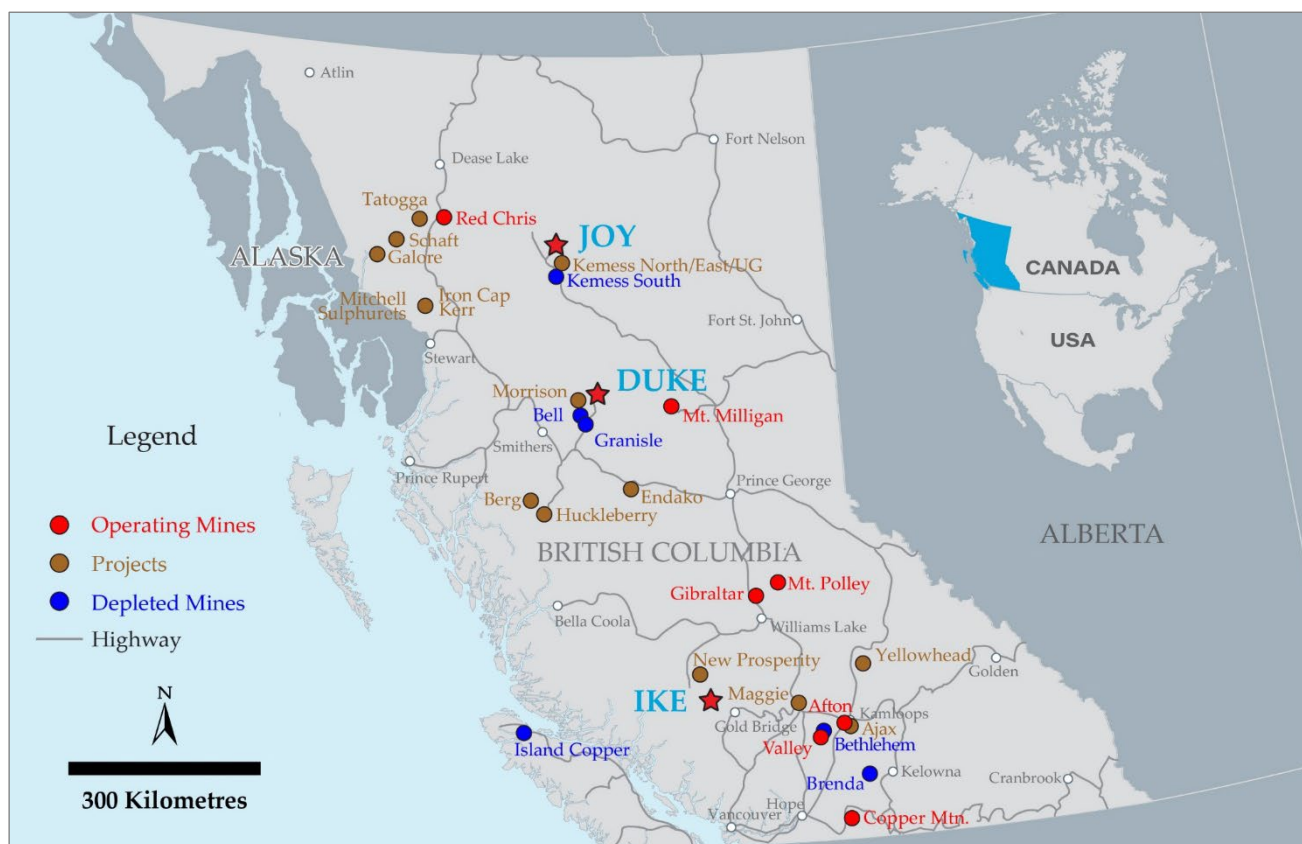 Atlin
Fort Nelson
Dease Lake
Tatogga
Red Chris
JOY
Schaft
ALASKA
Galore
Kemess North/East/UG
Kemess South
CANADA
Mitchell
Sulphurets
Iron Cap
Kerr
Fort St. John
USA
Stewart
DUKE
Morrison
Bell
Mt. Milligan
Legend
Smithers
Granisle
Prince Rupert
Prince George
Berg
Endako
Huckleberry
Operating Mines
ALBERTA
BRITISH COLUMBIA
Projects
Mt. Polley
Gibraltar
Depleted Mines
Bella Coola
Williams Lake
Highway
New Prosperity
Yellowhead
Golden
N
IKE
Maggie
Afton
Kamloops
Gold Bridge
Ajax
Island Copper
Valley
Bethlehem
Brenda
Kelowna
Cranbrook
300 Kilometres
Vancouver
Hope
Copper Mtn.